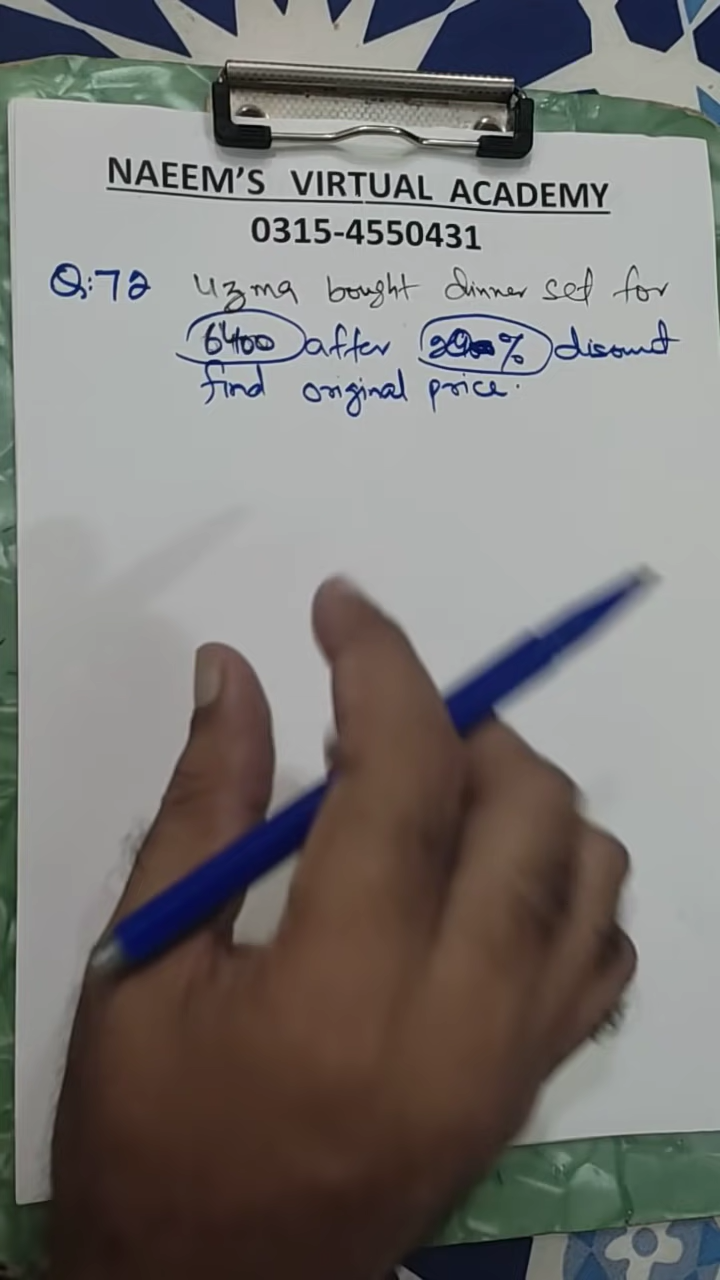 NAEEM'S VIRTUAL ACADEMY
0315-4550431
Q:72 Uzma bought dinner set for
6400 after % discount
find original price.